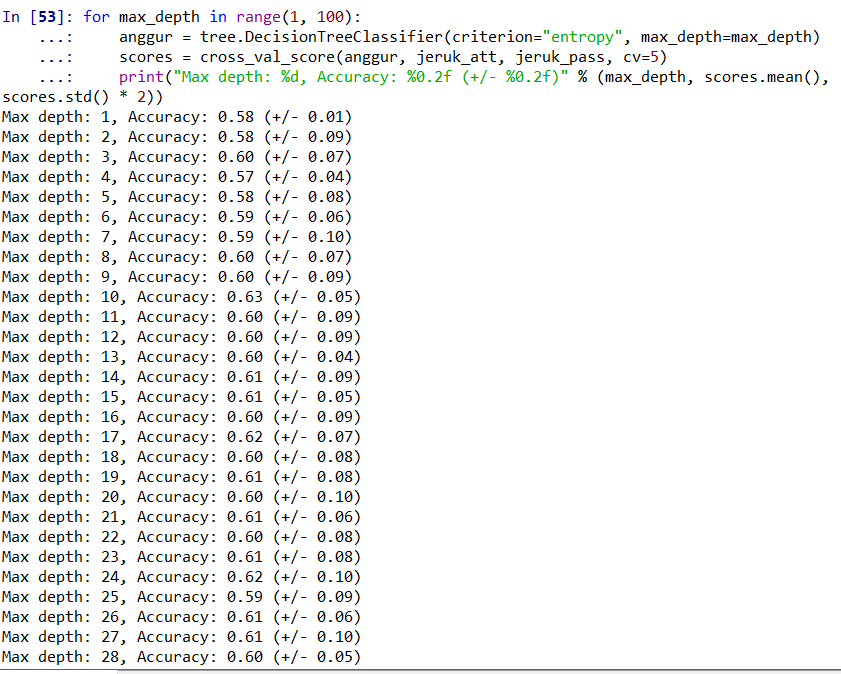 In [53]: for max_depth in range(1, 100):
    ...:     anggur = tree.DecisionTreeClassifier(criterion="entropy", max_depth=max_depth)
    ...:     scores = cross_val_score(anggur, jeruk_att, jeruk_pass, cv=5)
    ...:     print("Max depth: %d, Accuracy: %0.2f (+/- %0.2f)" % (max_depth, scores.mean(),
scores.std() * 2))
Max depth: 1, Accuracy: 0.58 (+/- 0.01)
Max depth: 2, Accuracy: 0.58 (+/- 0.09)
Max depth: 3, Accuracy: 0.60 (+/- 0.07)
Max depth: 4, Accuracy: 0.57 (+/- 0.04)
Max depth: 5, Accuracy: 0.58 (+/- 0.08)
Max depth: 6, Accuracy: 0.59 (+/- 0.06)
Max depth: 7, Accuracy: 0.59 (+/- 0.10)
Max depth: 8, Accuracy: 0.60 (+/- 0.07)
Max depth: 9, Accuracy: 0.60 (+/- 0.09)
Max depth: 10, Accuracy: 0.63 (+/- 0.05)
Max depth: 11, Accuracy: 0.60 (+/- 0.09)
Max depth: 12, Accuracy: 0.60 (+/- 0.09)
Max depth: 13, Accuracy: 0.60 (+/- 0.04)
Max depth: 14, Accuracy: 0.61 (+/- 0.09)
Max depth: 15, Accuracy: 0.61 (+/- 0.05)
Max depth: 16, Accuracy: 0.60 (+/- 0.09)
Max depth: 17, Accuracy: 0.62 (+/- 0.07)
Max depth: 18, Accuracy: 0.60 (+/- 0.08)
Max depth: 19, Accuracy: 0.61 (+/- 0.08)
Max depth: 20, Accuracy: 0.60 (+/- 0.10)
Max depth: 21, Accuracy: 0.61 (+/- 0.06)
Max depth: 22, Accuracy: 0.60 (+/- 0.08)
Max depth: 23, Accuracy: 0.61 (+/- 0.08)
Max depth: 24, Accuracy: 0.62 (+/- 0.10)
Max depth: 25, Accuracy: 0.59 (+/- 0.09)
Max depth: 26, Accuracy: 0.61 (+/- 0.06)
Max depth: 27, Accuracy: 0.61 (+/- 0.10)
Max depth: 28, Accuracy: 0.60 (+/- 0.05)